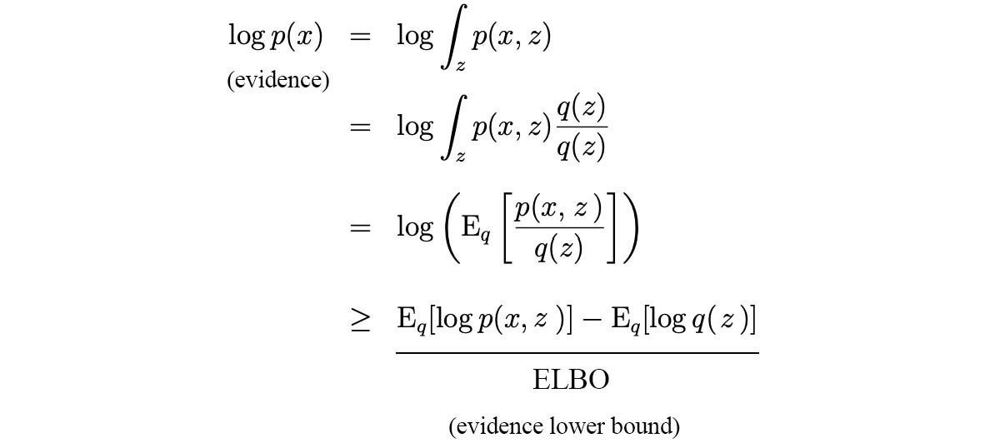 log p(x) = log ∫_z p(x, z)
(evidence)
= log ∫_z p(x, z) q(z)/q(z)
= log ( E_q [ p(x, z ) / q(z) ] )
≥ E_q[log p(x, z )] − E_q[log q( z )]
ELBO
(evidence lower bound)